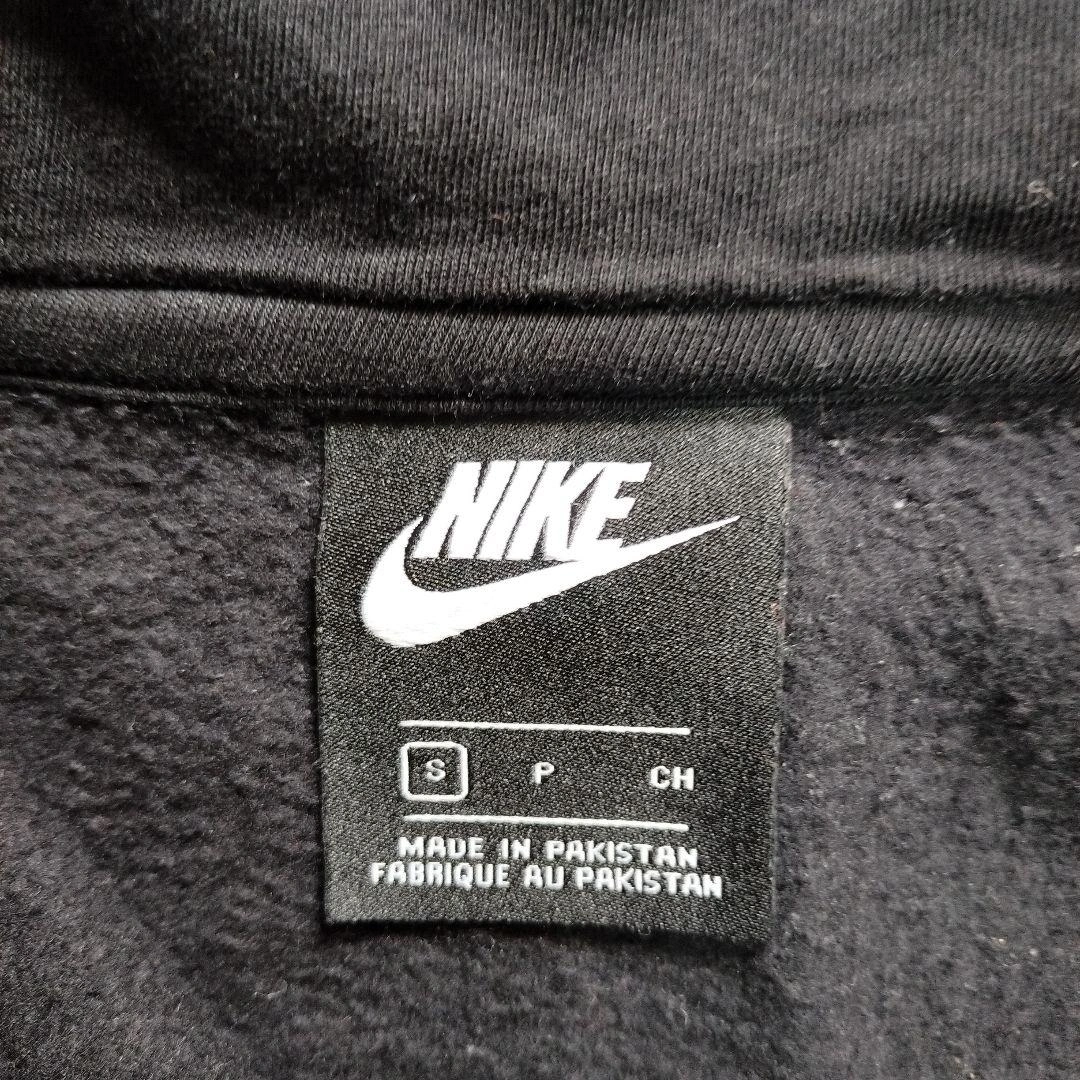 NIKE
S P CH
MADE IN PAKISTAN
FABRIQUE AU PAKISTAN